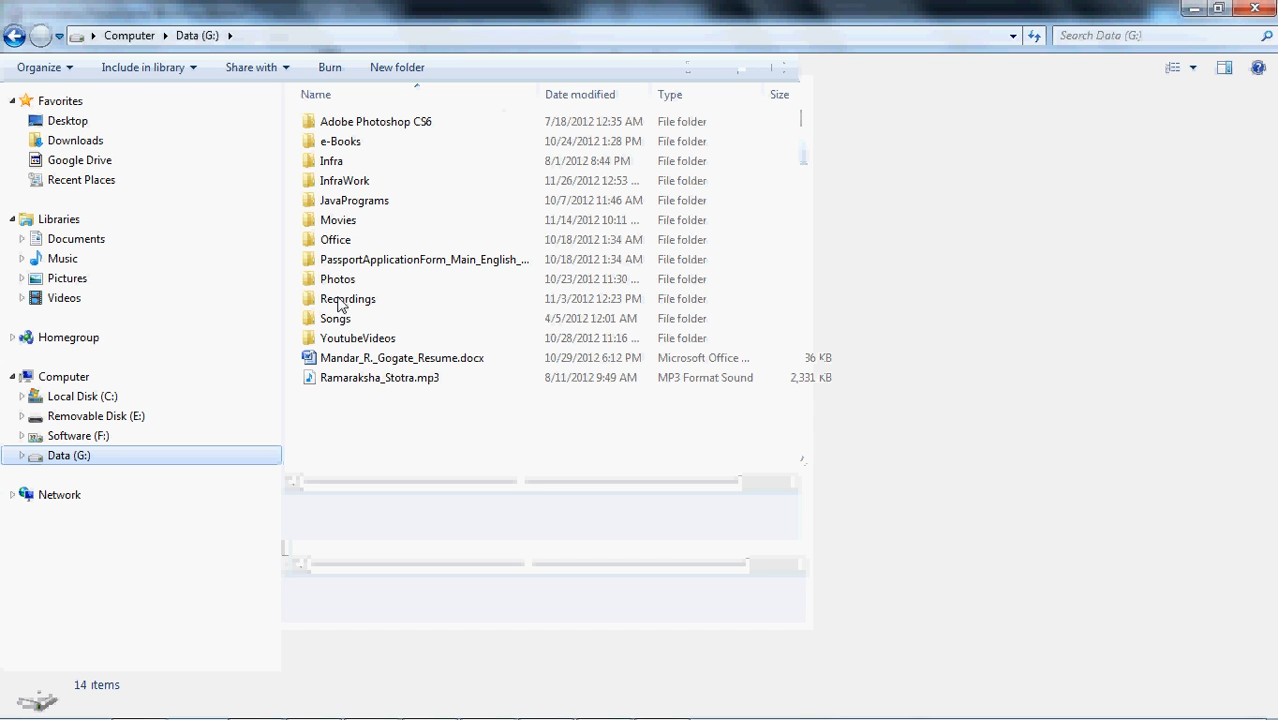 Computer Data (G:) Search Data (G:)
Organize Include in library Share with Burn New folder
Name Date modified Type Size
Favorites
Desktop
Downloads
Google Drive
Recent Places
Libraries
Documents
Music
Pictures
Videos
Homegroup
Computer
Local Disk (C:)
Removable Disk (E:)
Software (F:)
Data (G:)
Network
Adobe Photoshop CS6 7/18/2012 12:35 AM File folder
e-Books 10/24/2012 1:28 PM File folder
Infra 8/1/2012 8:44 PM File folder
InfraWork 11/26/2012 12:53 ... File folder
JavaPrograms 10/7/2012 11:46 AM File folder
Movies 11/14/2012 10:11 ... File folder
Office 10/18/2012 1:34 AM File folder
PassportApplicationForm_Main_English_... 10/18/2012 1:34 AM File folder
Photos 10/23/2012 11:30 ... File folder
Recordings 11/3/2012 12:23 PM File folder
Songs 4/5/2012 12:01 AM File folder
YoutubeVideos 10/28/2012 11:16 ... File folder
Mandar_R._Gogate_Resume.docx 10/29/2012 6:12 PM Microsoft Office ... 36 KB
Ramaraksha_Stotra.mp3 8/11/2012 9:49 AM MP3 Format Sound 2,331 KB
14 items